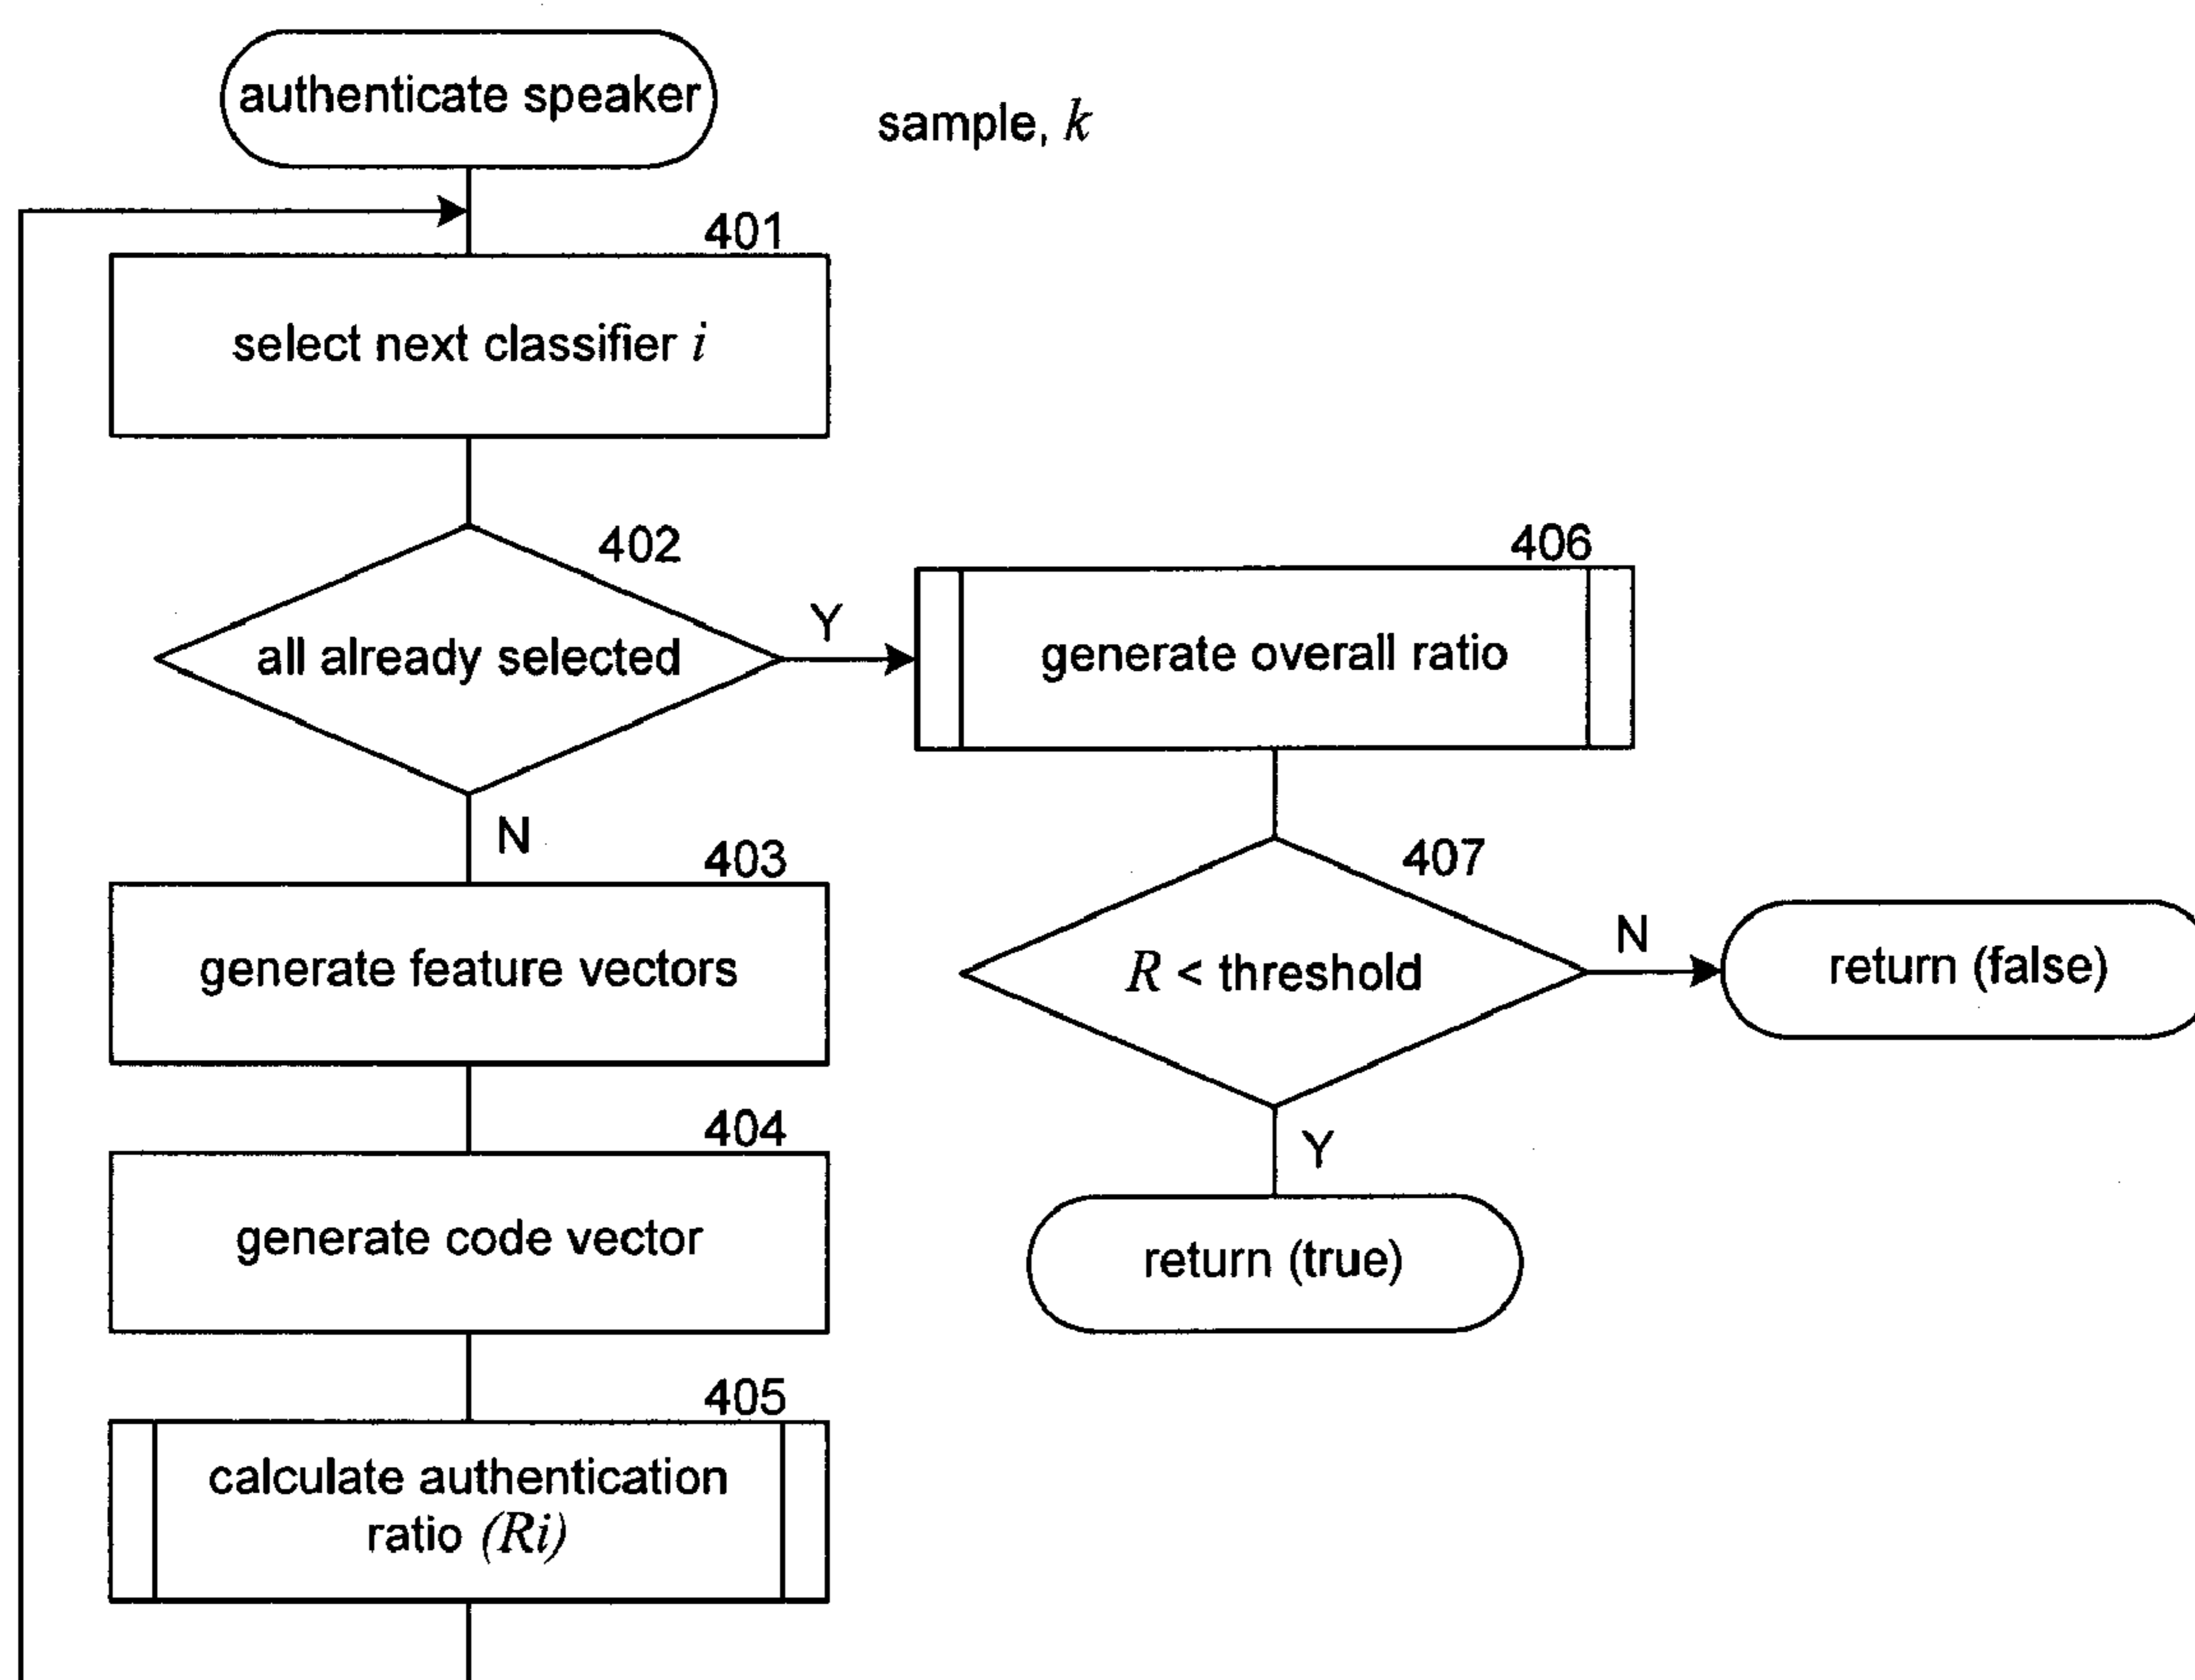 authenticate speaker
sample, k
401
select next classifier i
402
all already selected
Y
406
generate overall ratio
N
403
generate feature vectors
407
R < threshold
N
return (false)
404
generate code vector
Y
return (true)
405
calculate authentication
ratio (Ri)